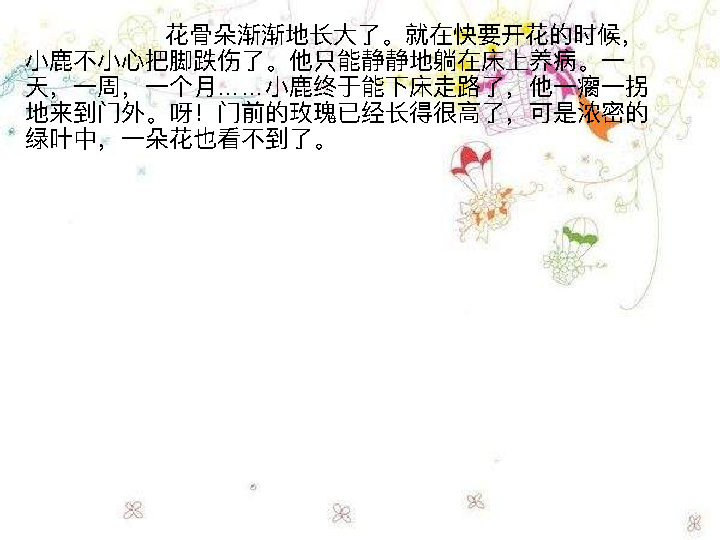 花骨朵渐渐地长大了。就在快要开花的时候，
小鹿不小心把脚跌伤了。他只能静静地躺在床上养病。一
天，一周，一个月……小鹿终于能下床走路了，他一瘸一拐
地来到门外。呀！门前的玫瑰已经长得很高了，可是浓密的
绿叶中，一朵花也看不到了。